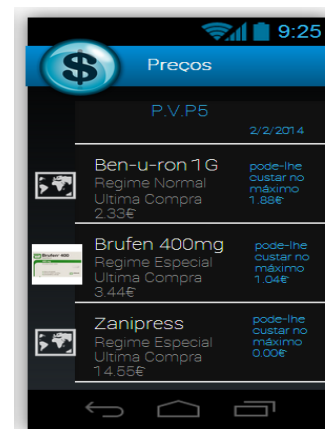 9:25
$
Preços
P.V.P5
2/2/2014
Ben-u-ron 1G
Regime Normal
Ultima Compra
2.33€
pode-lhe
custar no
máximo
1.88€
Brufen 400
Brufen 400mg
Regime Especial
Ultima Compra
3.44€
pode-lhe
custar no
máximo
1.04€
Zanipress
Regime Especial
Ultima Compra
14.55€
pode-lhe
custar no
máximo
0.00€